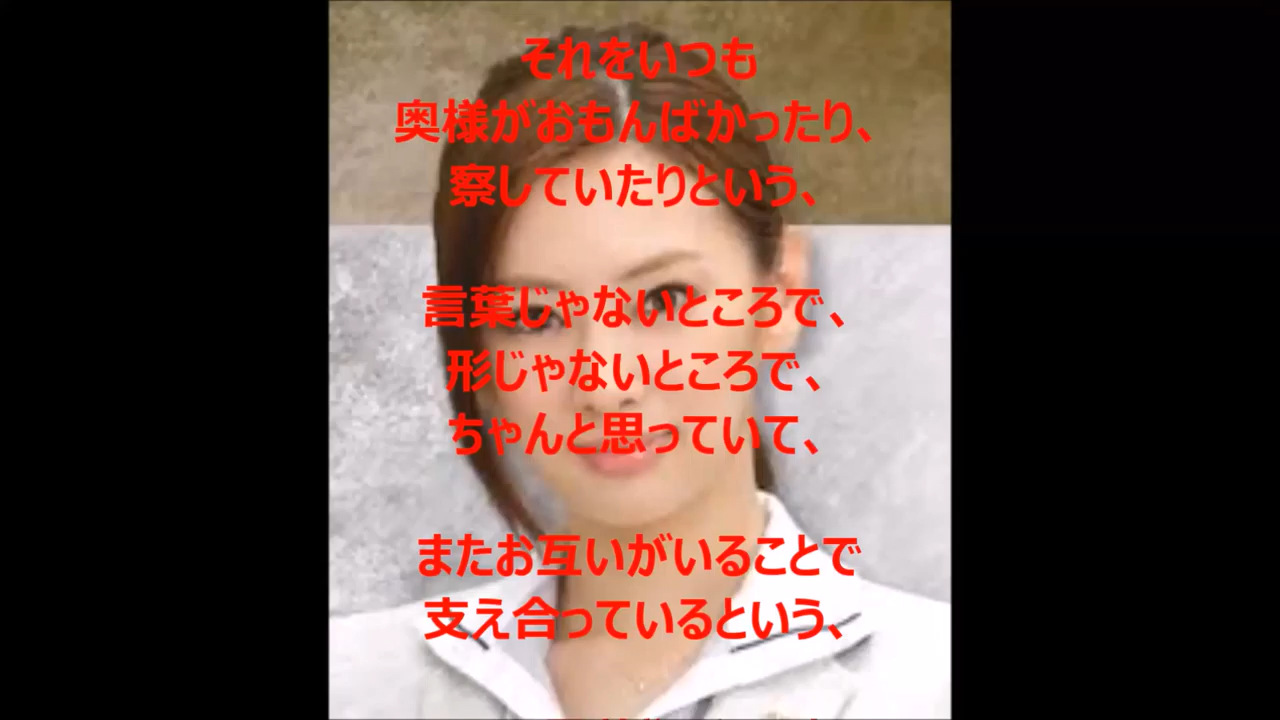 それをいつも
奥様がおもんばかったり、
察していたりという、
言葉じゃないところで、
形じゃないところで、
ちゃんと思っていて、
またお互いがいることで
支え合っているという、